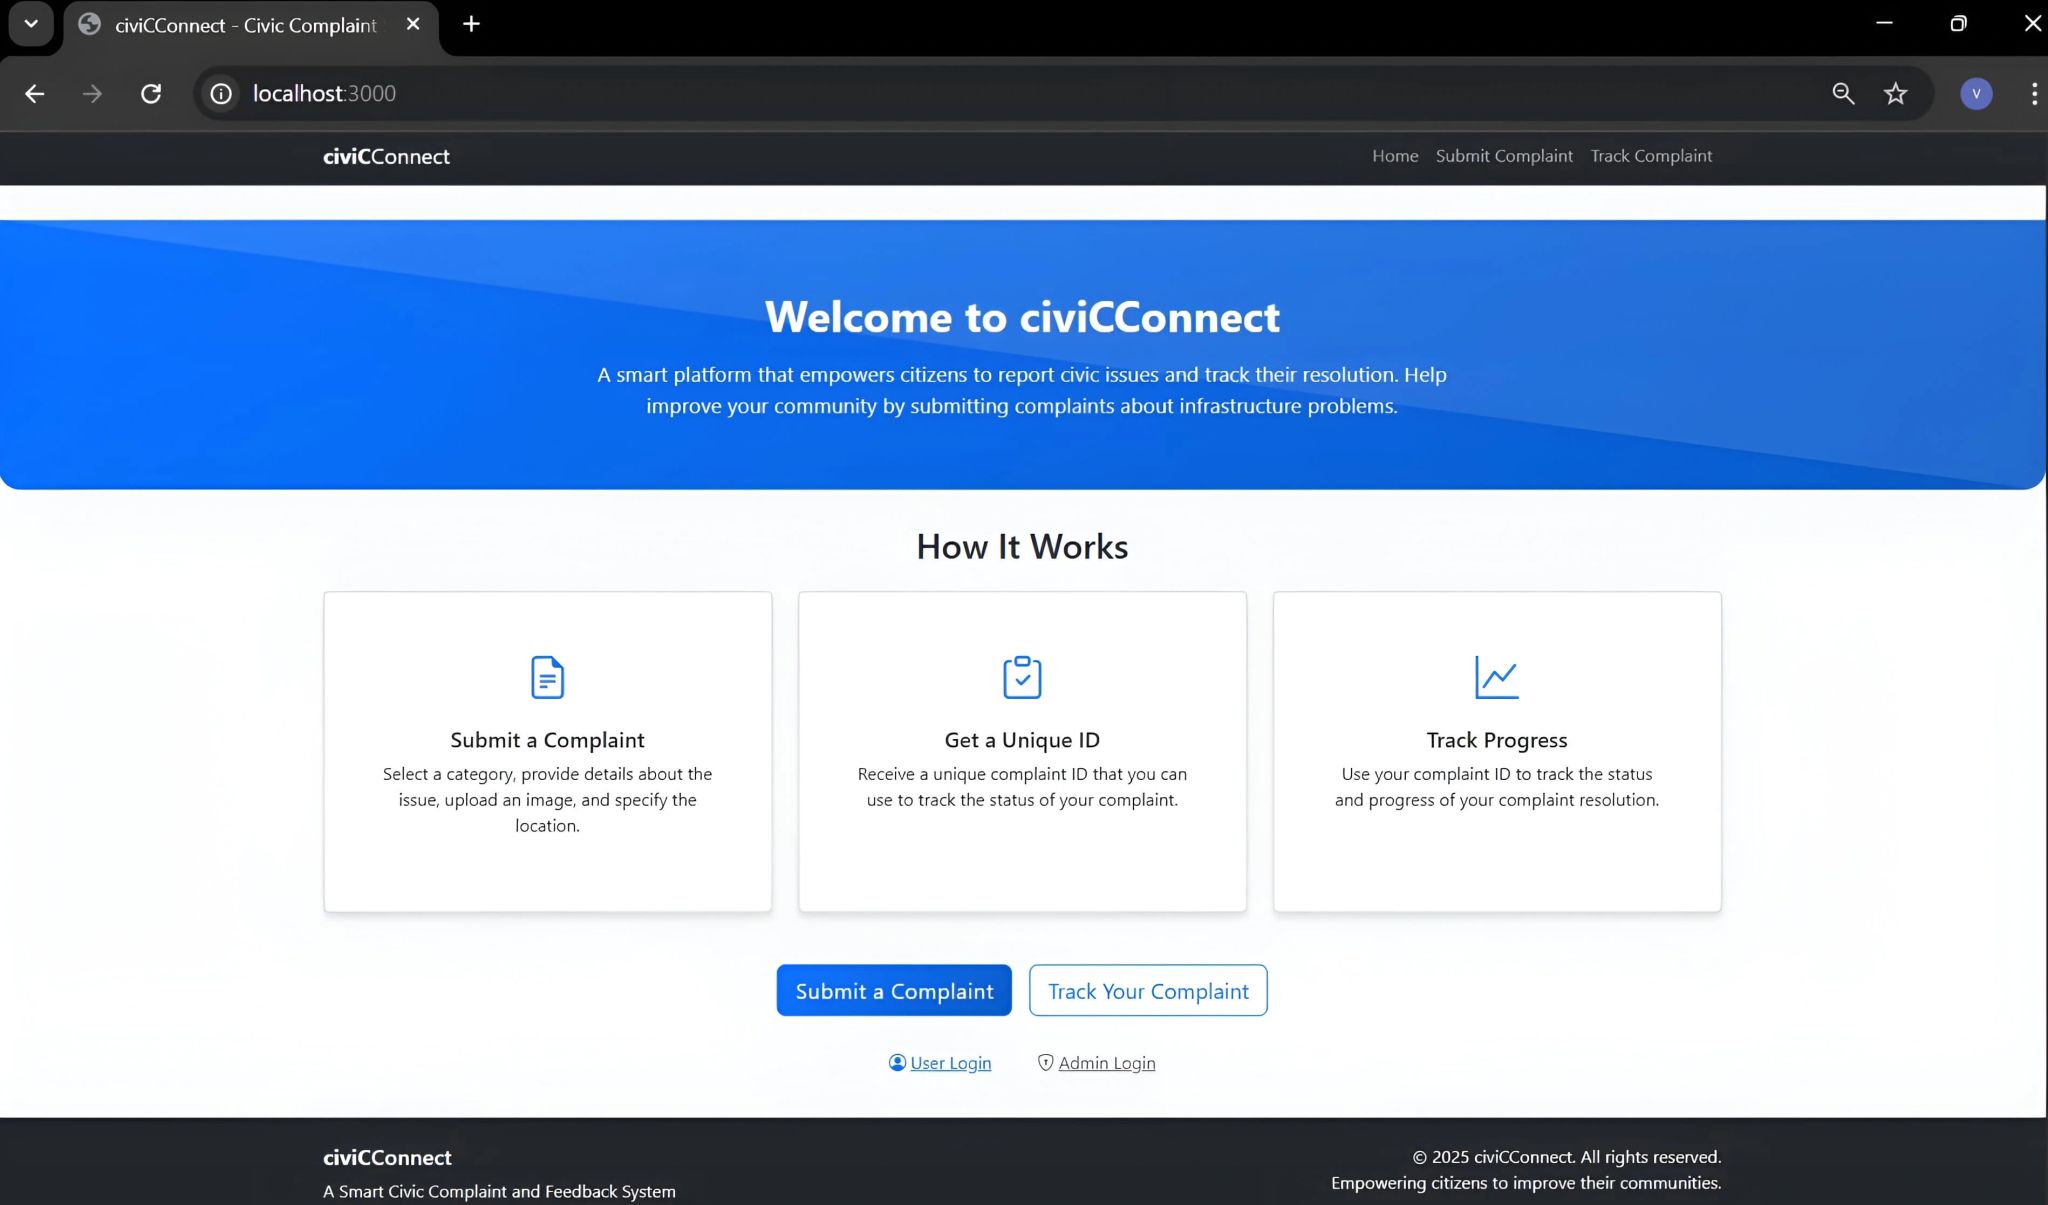 civiCConnect - Civic Complaint
localhost:3000
V
civiCConnect
Home Submit Complaint Track Complaint
Welcome to civiCConnect
A smart platform that empowers citizens to report civic issues and track their resolution. Help
improve your community by submitting complaints about infrastructure problems.
How It Works
Submit a Complaint
Select a category, provide details about the
issue, upload an image, and specify the
location.
Get a Unique ID
Receive a unique complaint ID that you can
use to track the status of your complaint.
Track Progress
Use your complaint ID to track the status
and progress of your complaint resolution.
Submit a Complaint
Track Your Complaint
User Login
Admin Login
civiCConnect
A Smart Civic Complaint and Feedback System
© 2025 civiCConnect. All rights reserved.
Empowering citizens to improve their communities.